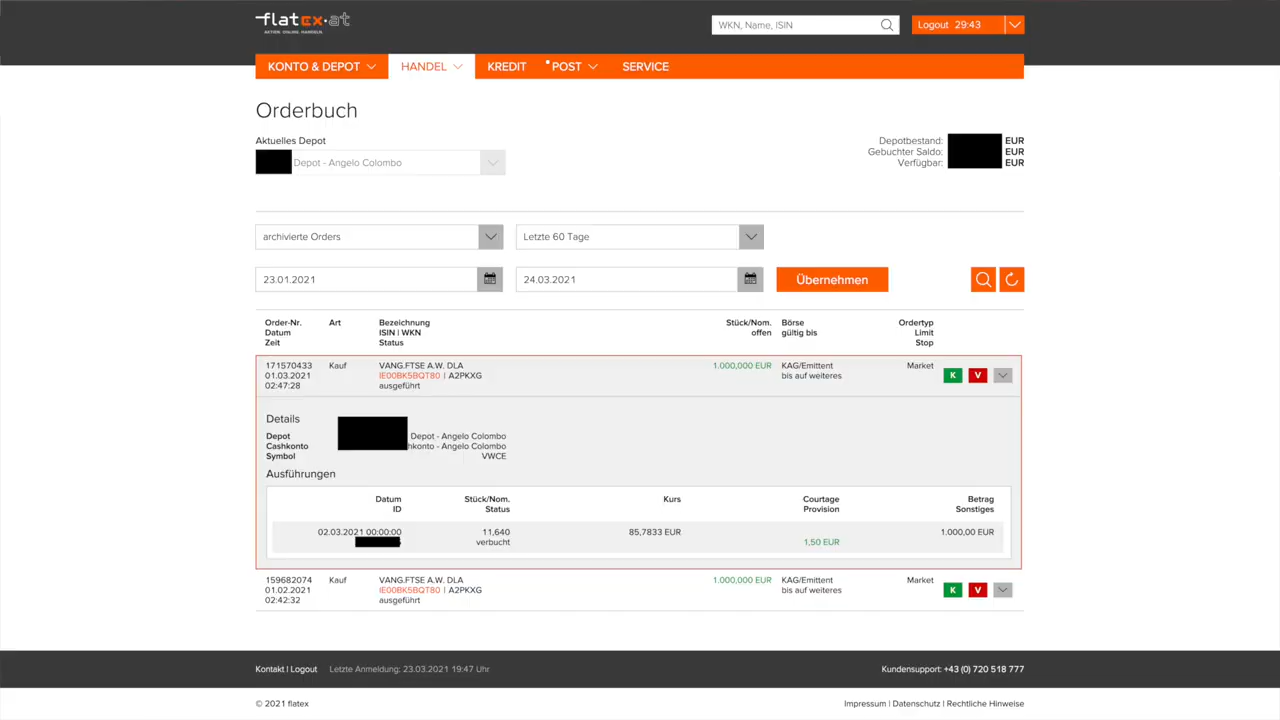 flatex.at
AKTIEN. ONLINE. HANDELN.
WKN, Name, ISIN
Logout 29:43
KONTO & DEPOT
HANDEL
KREDIT
POST
SERVICE
Orderbuch
Aktuelles Depot
Depot - Angelo Colombo
Depotbestand: EUR
Gebuchter Saldo: EUR
Verfügbar: EUR
archivierte Orders
Letzte 60 Tage
23.01.2021
24.03.2021
Übernehmen
Order-Nr. Art Bezeichnung Stück/Nom. Börse Ordertyp
Datum ISIN | WKN offen gültig bis Limit
Zeit Status Stop
171570433 Kauf VANG.FTSE A.W. DLA 1.000,000 EUR KAG/Emittent Market
01.03.2021 IE00BK5BQT80 | A2PKXG bis auf weiteres K V
02:47:28 ausgeführt
Details
Depot Depot - Angelo Colombo
Cashkonto hkonto - Angelo Colombo
Symbol VWCE
Ausführungen
Datum Stück/Nom. Kurs Courtage Betrag
ID Status Provision Sonstiges
02.03.2021 00:00:00 11,640 85,7833 EUR 1.000,00 EUR
verbucht 1,50 EUR
159682074 Kauf VANG.FTSE A.W. DLA 1.000,000 EUR KAG/Emittent Market
01.02.2021 IE00BK5BQT80 | A2PKXG bis auf weiteres K V
02:42:32 ausgeführt
Kontakt | Logout Letzte Anmeldung: 23.03.2021 19:47 Uhr Kundensupport: +43 (0) 720 518 777
© 2021 flatex Impressum | Datenschutz | Rechtliche Hinweise